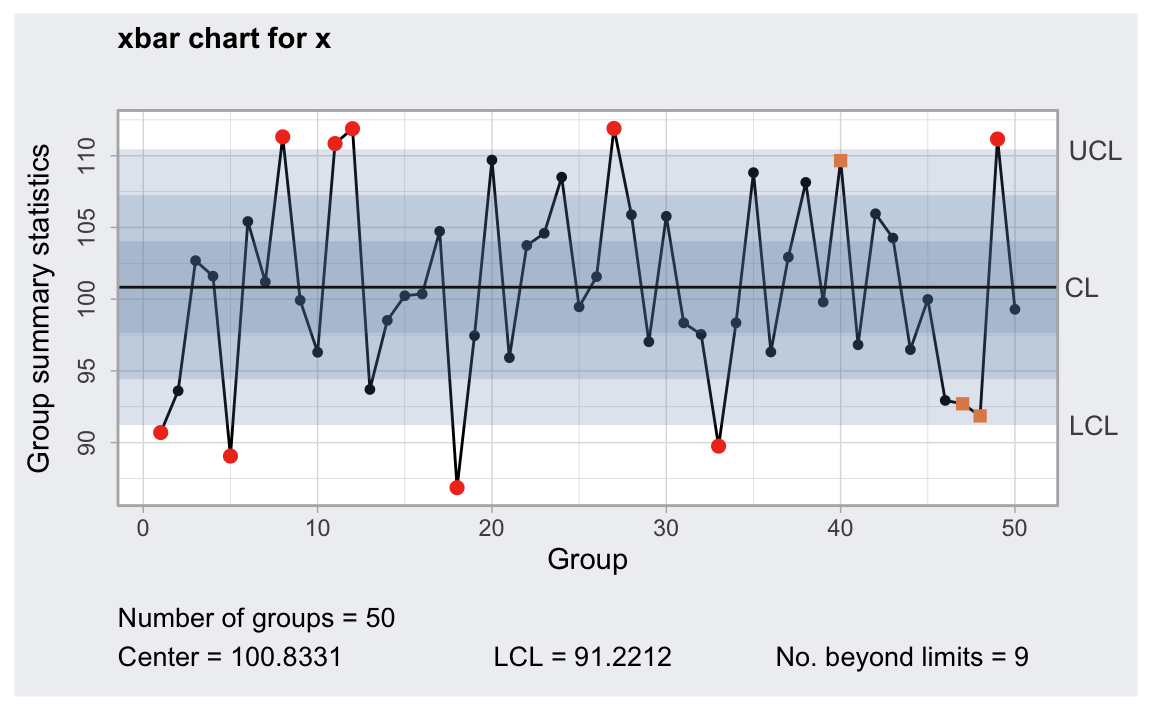 xbar chart for x
Group summary statistics
110
105
100
95
90
UCL
CL
LCL
0 10 20 30 40 50
Group
Number of groups = 50
Center = 100.8331 LCL = 91.2212 No. beyond limits = 9